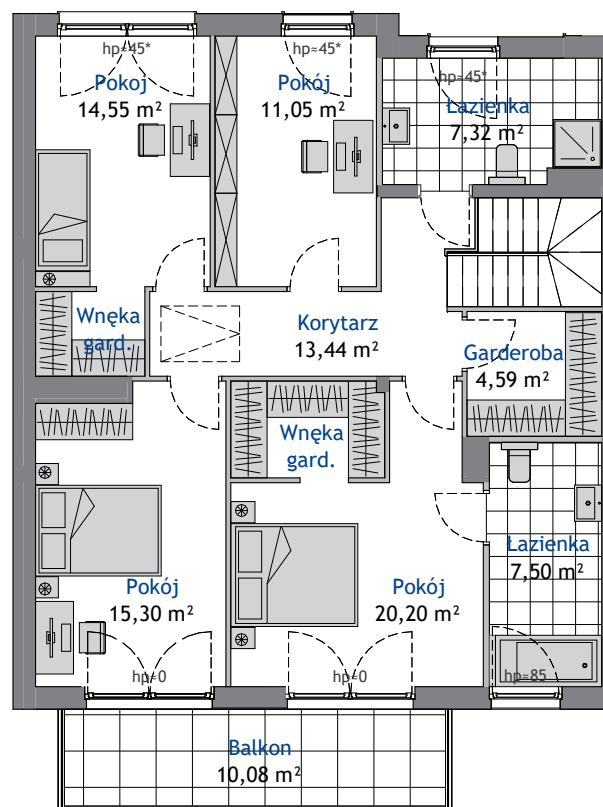 hp≈45*
hp≈45*
hp≈45*
Pokój
14,55 m²
Pokój
11,05 m²
Łazienka
7,32 m²
Wnęka
gard.
Korytarz
13,44 m²
Garderoba
4,59 m²
Wnęka
gard.
Łazienka
7,50 m²
Pokój
15,30 m²
Pokój
20,20 m²
hp≈0
hp≈0
hp≈85
Balkon
10,08 m²